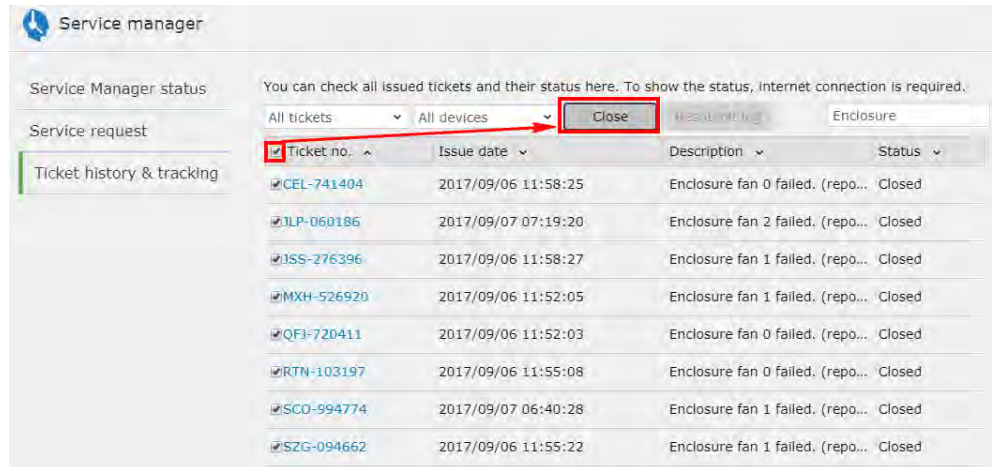 Service manager
Service Manager status
Service request
Ticket history & tracking
You can check all issued tickets and their status here. To show the status, internet connection is required.
All tickets All devices Close Enclosure
Ticket no. Issue date Description Status
CEL-741404 2017/09/06 11:58:25 Enclosure fan 0 failed. (repo... Closed
JLP-060186 2017/09/07 07:19:20 Enclosure fan 2 failed. (repo... Closed
JSS-276396 2017/09/06 11:58:27 Enclosure fan 1 failed. (repo... Closed
MXH-526920 2017/09/06 11:52:05 Enclosure fan 1 failed. (repo... Closed
QFJ-720411 2017/09/06 11:52:03 Enclosure fan 0 failed. (repo... Closed
RTN-103197 2017/09/06 11:55:08 Enclosure fan 0 failed. (repo... Closed
SCO-994774 2017/09/07 06:40:28 Enclosure fan 1 failed. (repo... Closed
SZG-094662 2017/09/06 11:55:22 Enclosure fan 1 failed. (repo... Closed